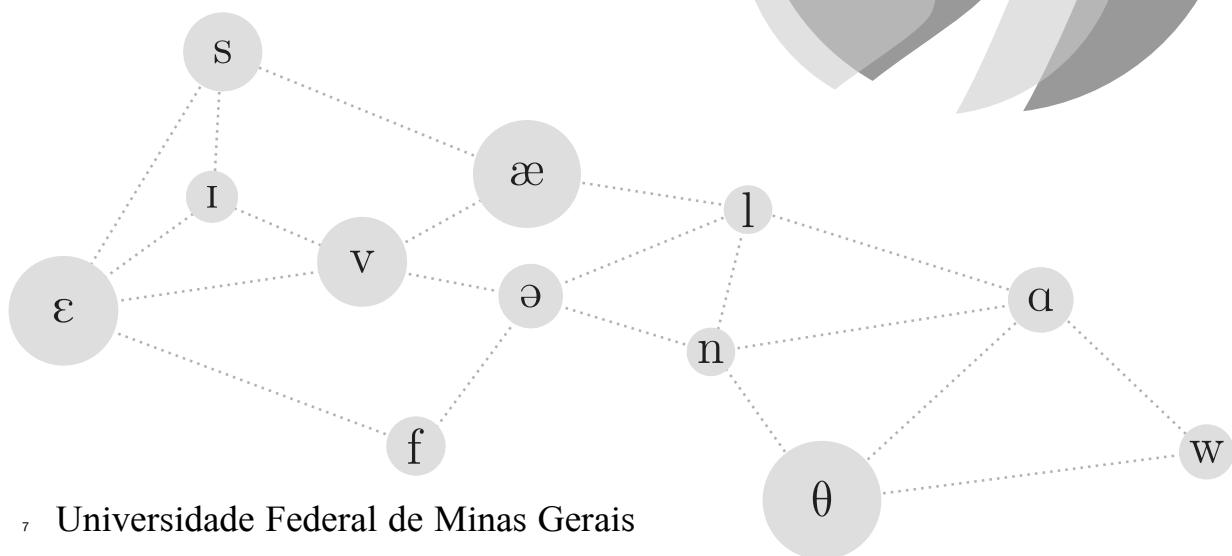 s
æ
ɪ
l
v
ə
ɑ
ε
n
f
w
θ
7 Universidade Federal de Minas Gerais